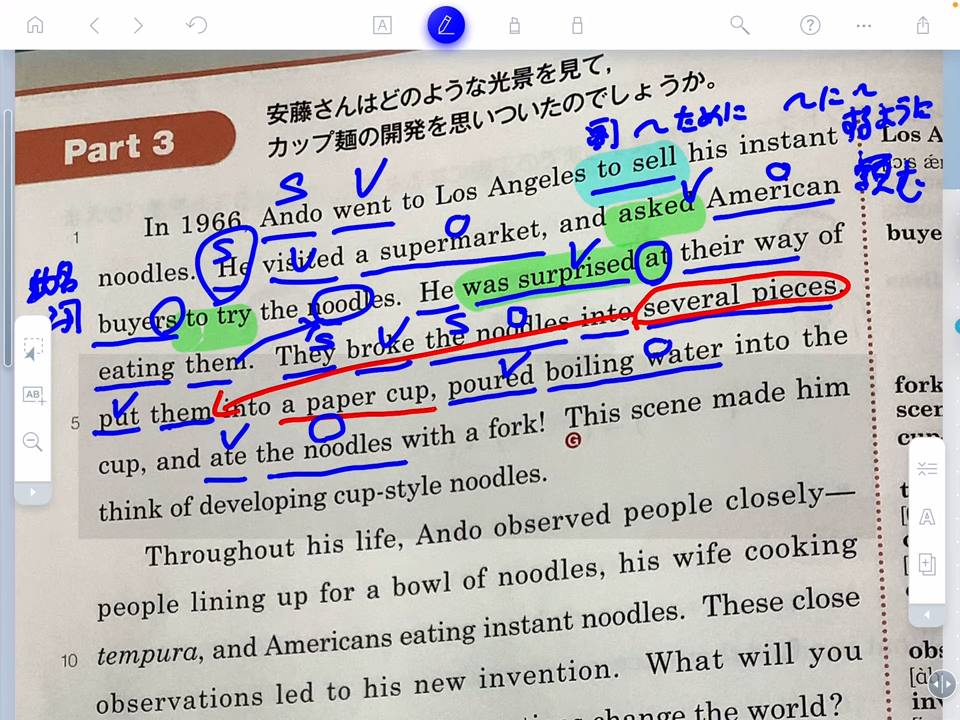 安藤さんはどのような光景を見て,
カップ麺の開発を思いついたのでしょうか。
Part 3
～ために ～に～
するように
S V
In 1966, Ando went to Los Angeles to sell his instant
Los A
1
S V O V O
noodles. He visited a supermarket, and asked American
buye
V
buyers to try the noodles. He was surprised at their way of
S V S O
eating them. They broke the noodles into several pieces,
V V O
put them into a paper cup, poured boiling water into the
fork
5
scen
V O
cup, and ate the noodles with a fork! This scene made him
G
think of developing cup-style noodles.
Throughout his life, Ando observed people closely—
people lining up for a bowl of noodles, his wife cooking
10
tempura, and Americans eating instant noodles. These close
obs
observations led to his new invention. What will you
inv
change the world?